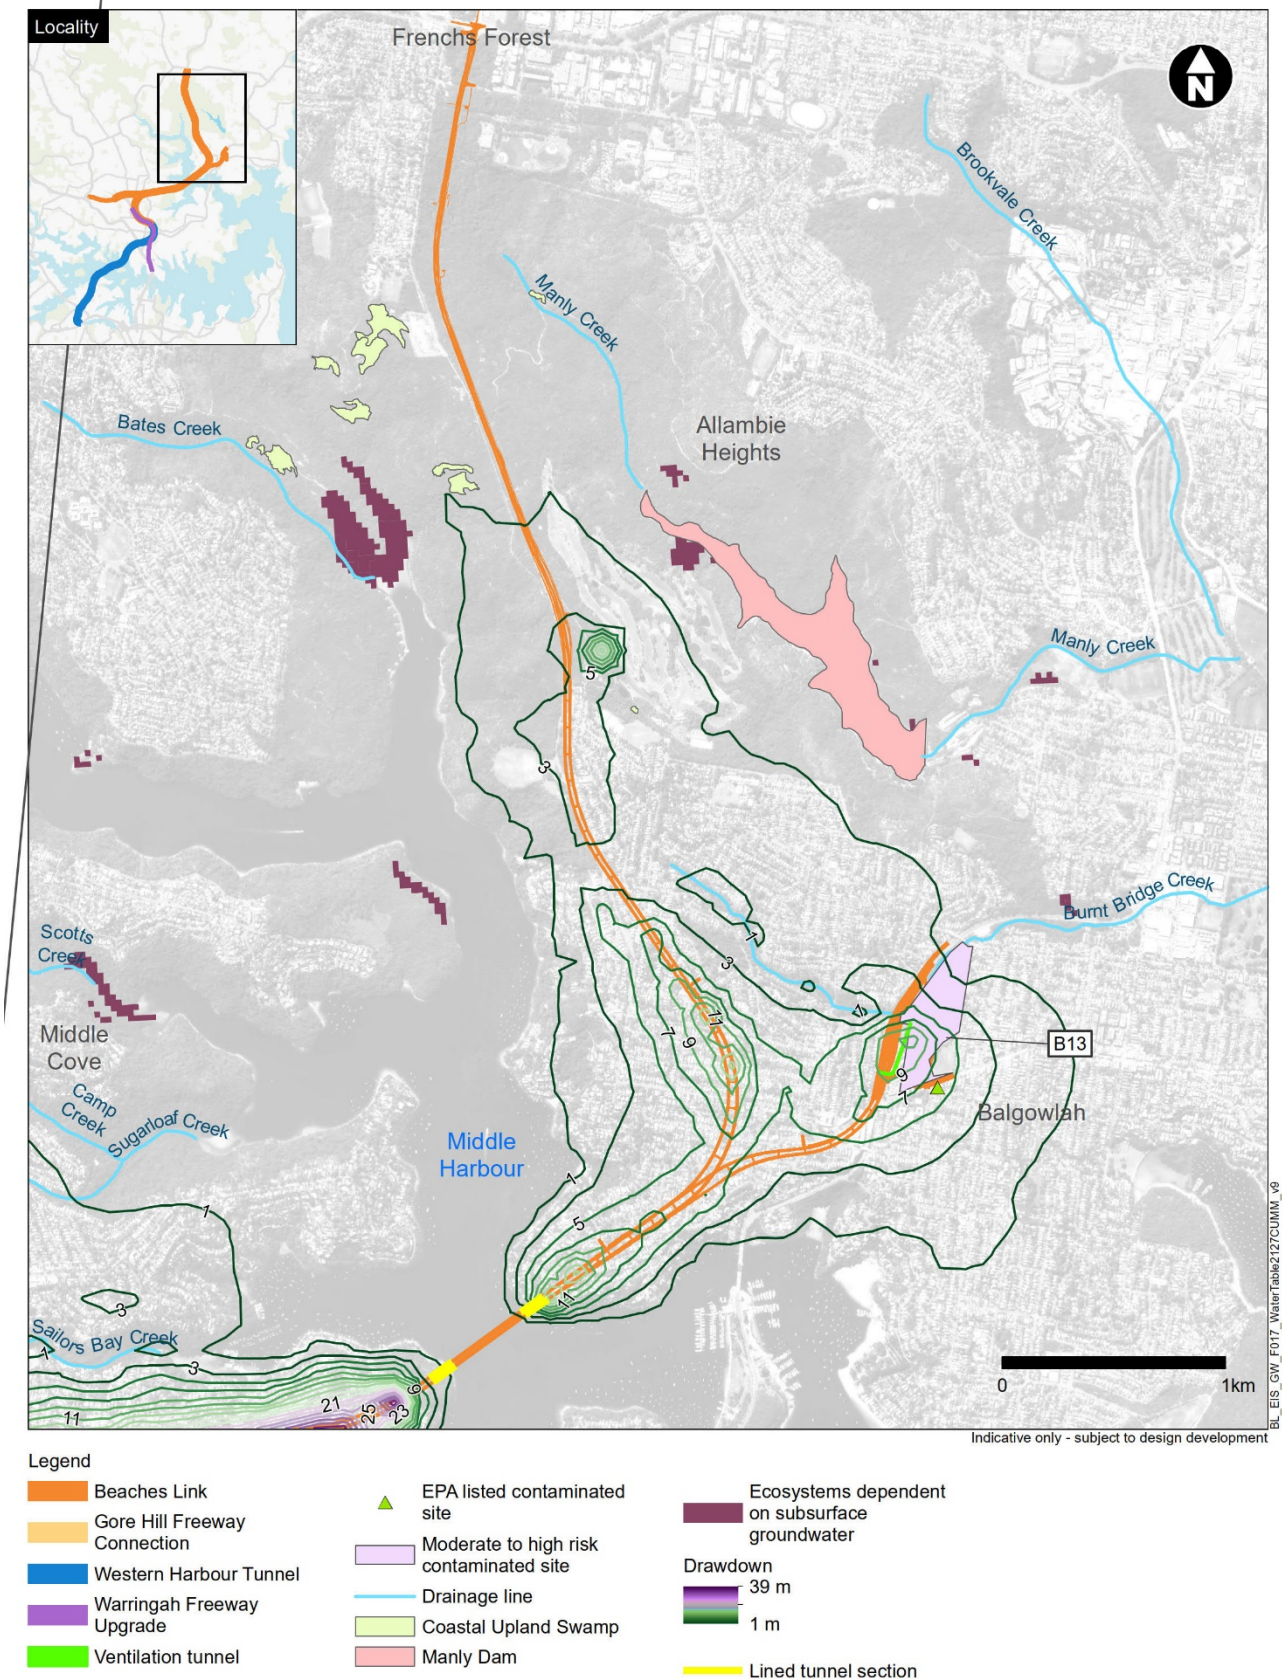 Locality
Frenchs Forest
N
Brookvale Creek
Manly Creek
Bates Creek
Allambie
Heights
Manly Creek
5
3
Burnt Bridge Creek
Scotts
Creek
1
3
11
7
9
7
Middle
Cove
B13
9
7
Balgowlah
Camp
Creek
Sugarloaf Creek
Middle
Harbour
1
1
5
11
3
Sailors Bay Creek
7
3
9
21
25
23
11
0
1km
BL_EIS_GW_F017_WaterTable2127CUMM_v9
Indicative only - subject to design development
Legend
Beaches Link
Gore Hill Freeway
Connection
Western Harbour Tunnel
Warringah Freeway
Upgrade
Ventilation tunnel
EPA listed contaminated
site
Moderate to high risk
contaminated site
Drainage line
Coastal Upland Swamp
Manly Dam
Ecosystems dependent
on subsurface
groundwater
Drawdown
39 m
1 m
Lined tunnel section